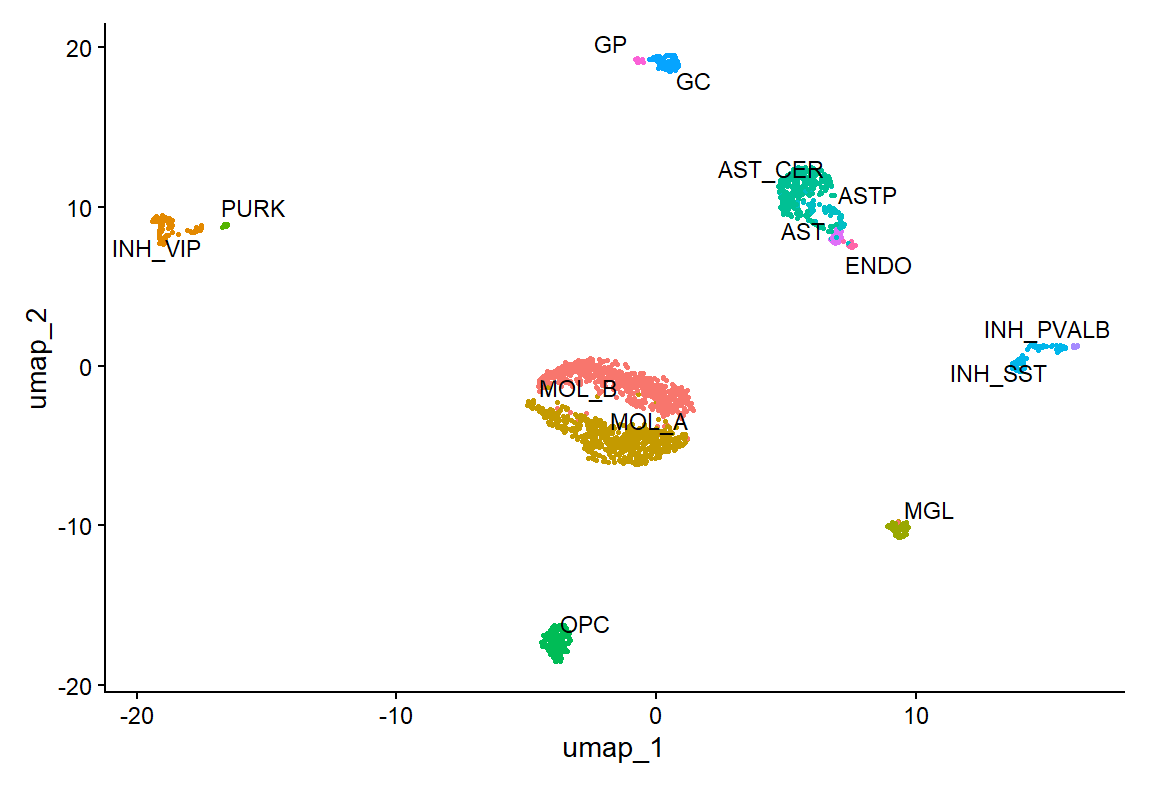 20
GP
GC
AST_CER
ASTP
10
PURK
AST
INH_VIP
ENDO
INH_PVALB
0
INH_SST
MOL_B
MOL_A
MGL
-10
OPC
-20
-20
-10
0
10
umap_1
umap_2